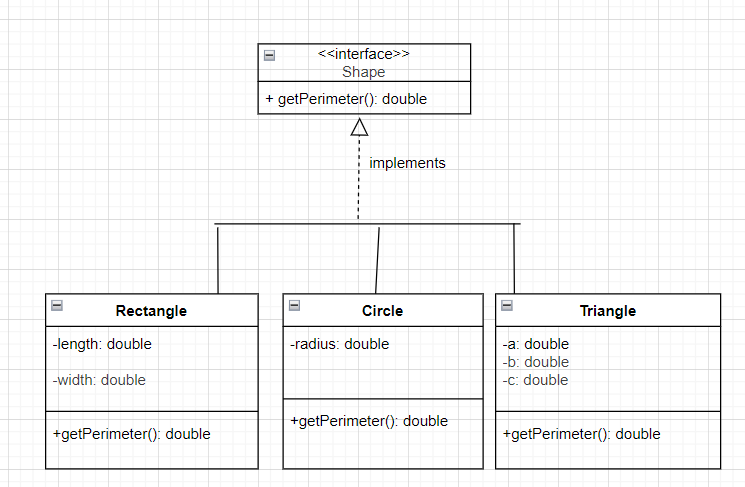 <<interface>>
Shape
+ getPerimeter(): double
implements
Rectangle
-length: double
-width: double
+getPerimeter(): double
Circle
-radius: double
+getPerimeter(): double
Triangle
-a: double
-b: double
-c: double
+getPerimeter(): double